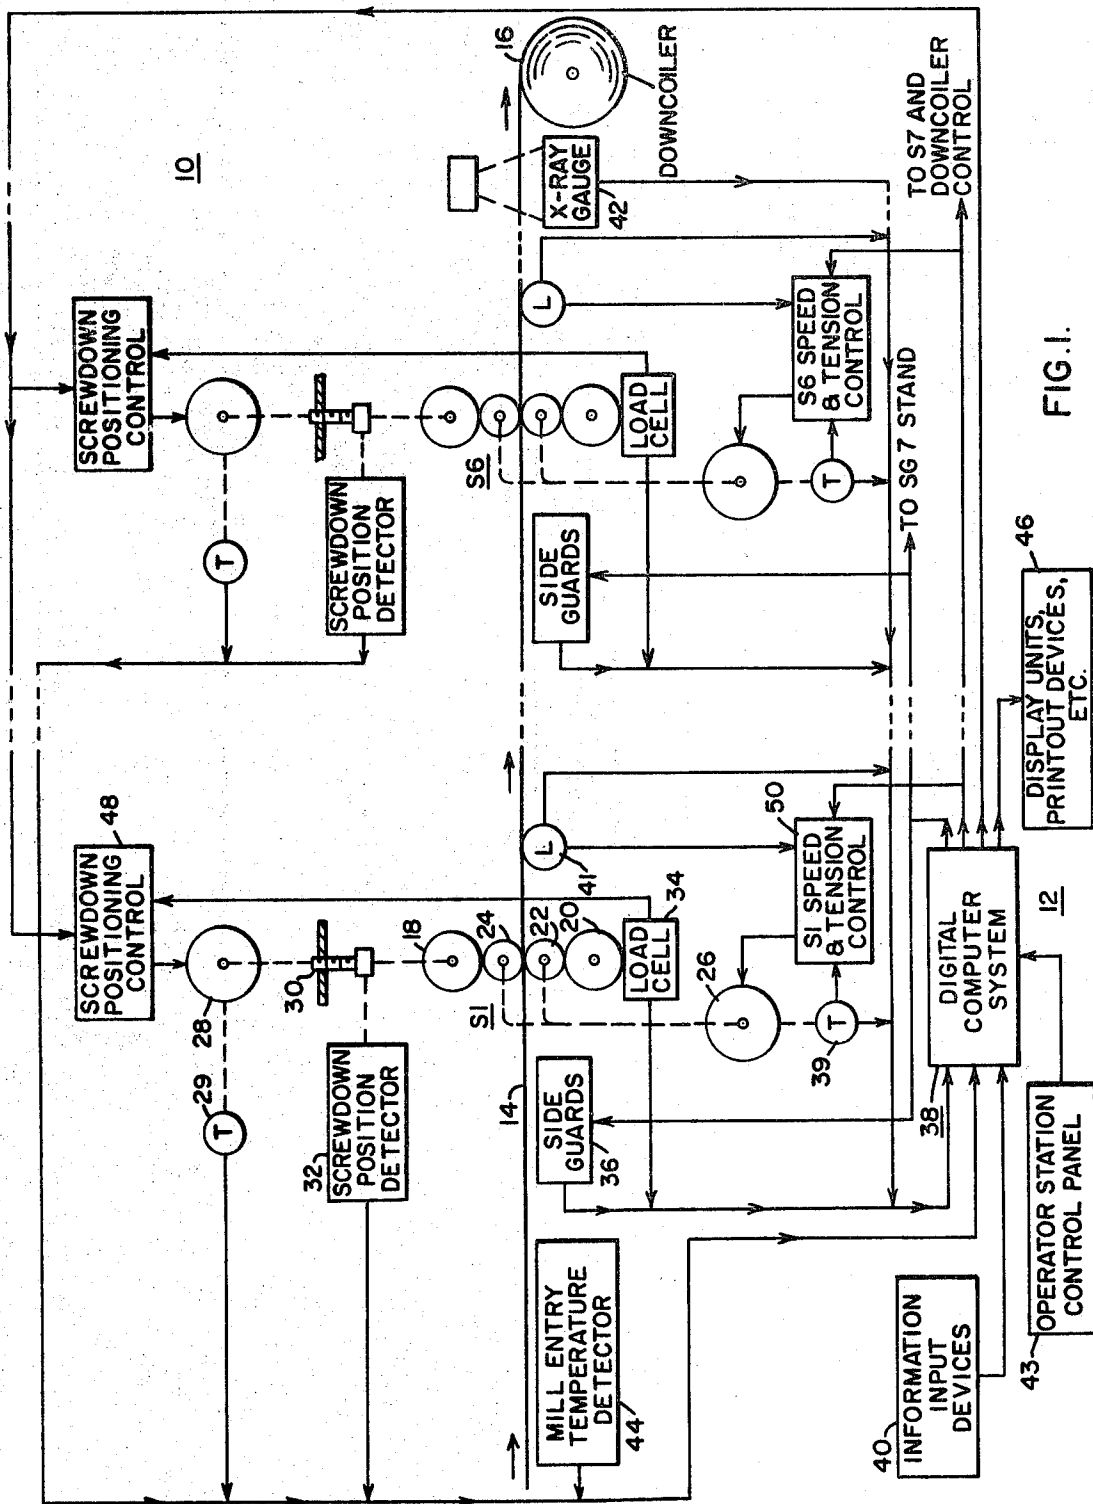 10
SCREWDOWN
POSITIONING
CONTROL
48
28
T
29
30
SCREWDOWN
POSITION
DETECTOR
32
18
24
22
20
S1
LOAD
CELL
34
14
SIDE
GUARDS
36
MILL ENTRY
TEMPERATURE
DETECTOR
44
L
41
26
T
39
S1 SPEED
& TENSION
CONTROL
50
SCREWDOWN
POSITIONING
CONTROL
T
SCREWDOWN
POSITION
DETECTOR
S6
LOAD
CELL
SIDE
GUARDS
L
T
S6 SPEED
& TENSION
CONTROL
X-RAY
GAUGE
42
16
DOWNCOILER
TO SG 7 STAND
TO S7 AND
DOWNCOILER
CONTROL
DIGITAL
COMPUTER
SYSTEM
38
12
DISPLAY UNITS,
PRINTOUT DEVICES,
ETC.
46
INFORMATION
INPUT
DEVICES
40
OPERATOR STATION
CONTROL PANEL
43
FIG.1.